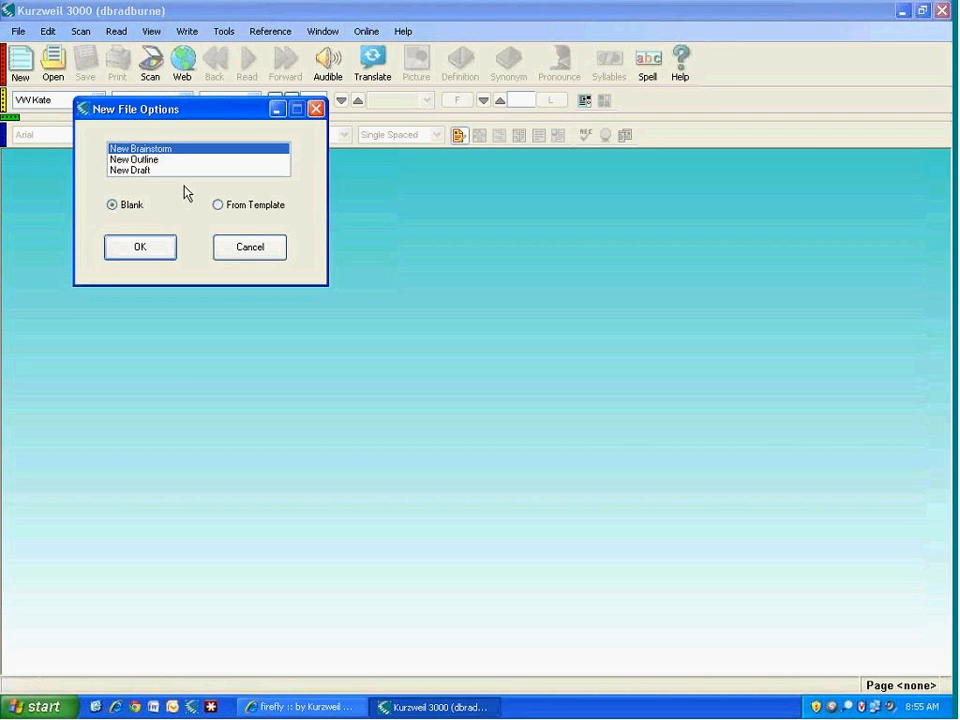 Kurzweil 3000 (dbradburne)
File Edit Scan Read View Write Tools Reference Window Online Help
abc
New Open Save Print Scan Web Back Read Forward Audible Translate Picture Definition Synonym Pronounce Syllables Spell Help
VW Kate F L
New File Options
Arial Single Spaced
New Brainstorm
New Outline
New Draft
Blank From Template
OK Cancel
Page <none>
start firefly :: by Kurzweil ... Kurzweil 3000 (dbrad... 8:55 AM